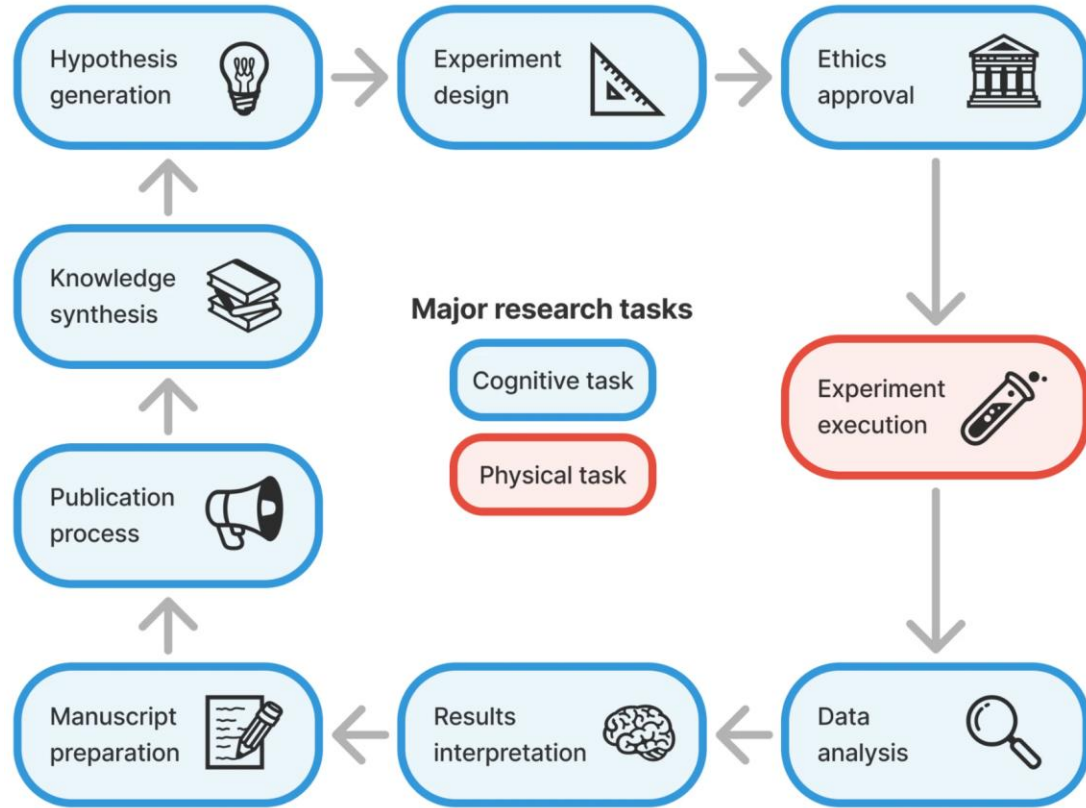 Hypothesis
generation
Experiment
design
Ethics
approval
Knowledge
synthesis
Major research tasks
Cognitive task
Physical task
Experiment
execution
Publication
process
Manuscript
preparation
Results
interpretation
Data
analysis